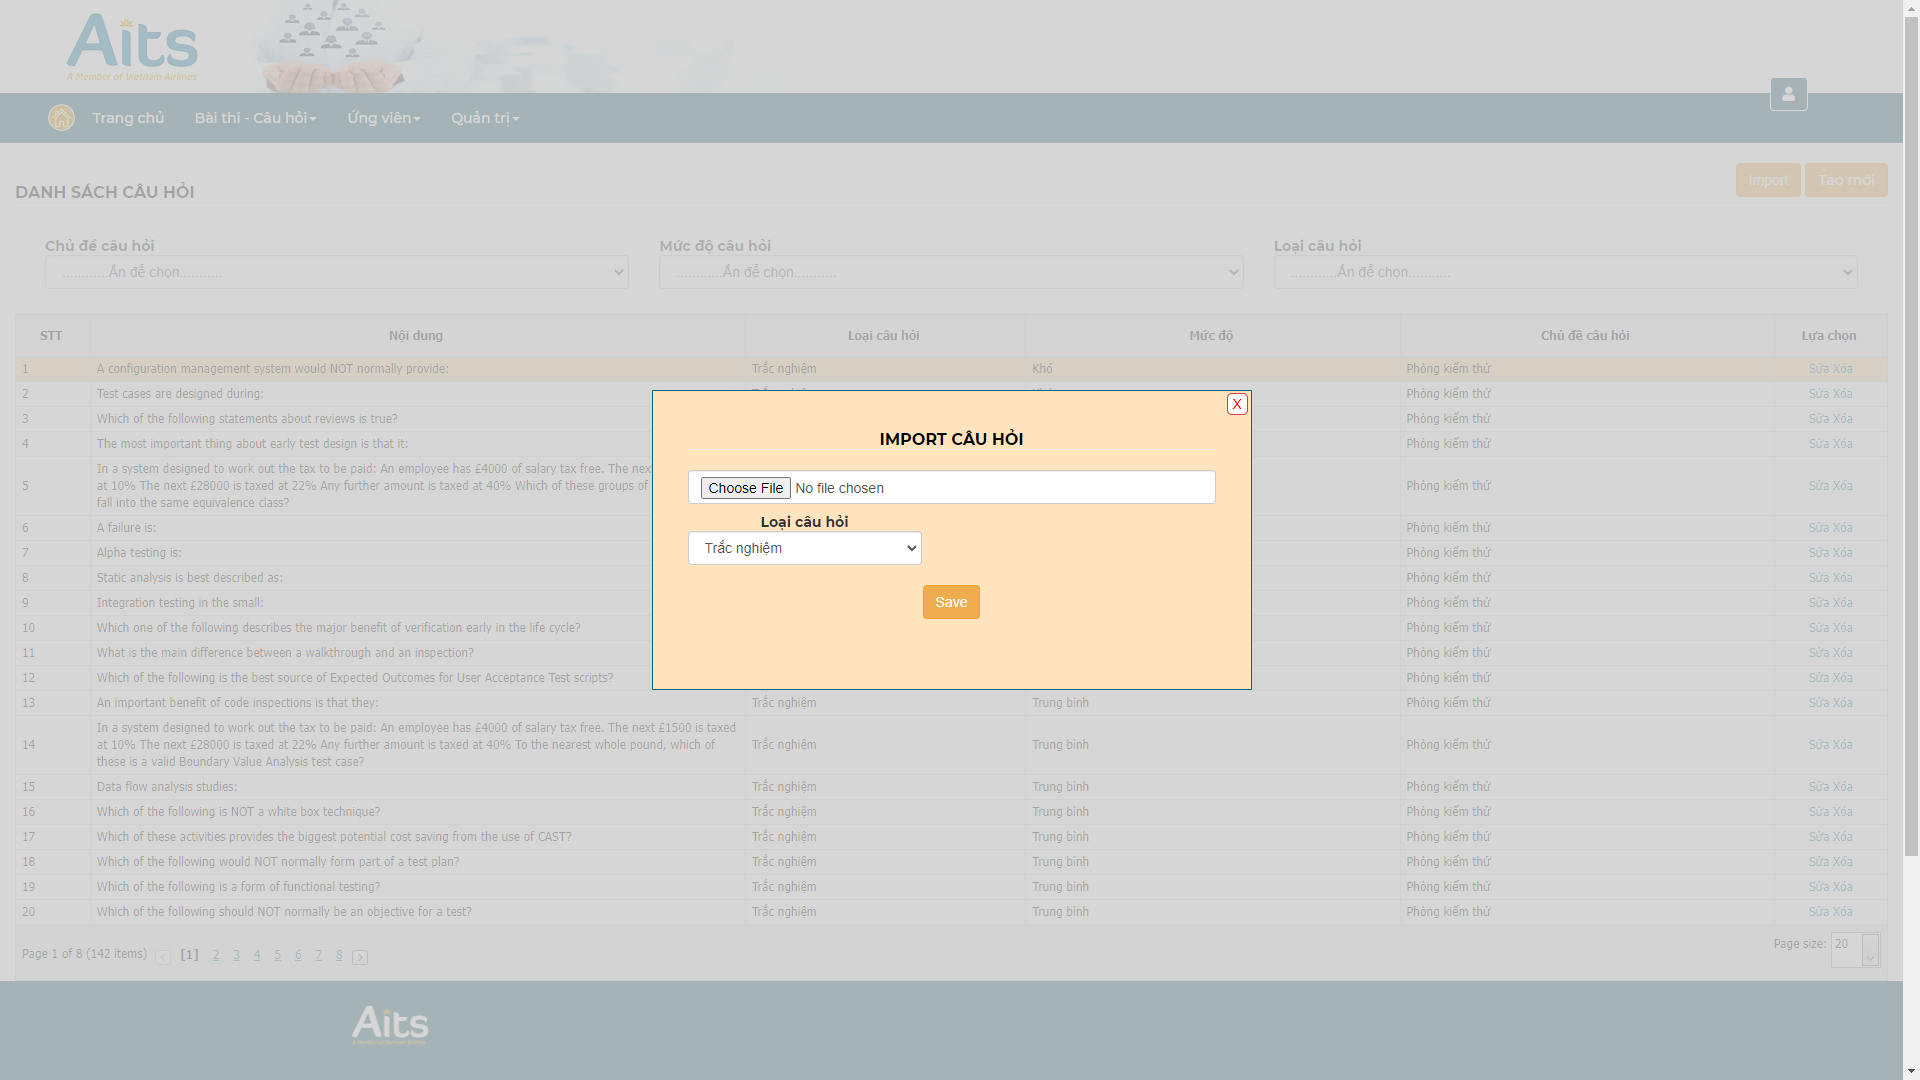 Aits
A Member of Vietnam Airlines
Trang chủ Bài thi - Câu hỏi Ứng viên Quản trị
Import Tạo mới
DANH SÁCH CÂU HỎI
Chủ đề câu hỏi Mức độ câu hỏi Loại câu hỏi
............Ấn để chọn........... ............Ấn để chọn........... ............Ấn để chọn...........
STT Nội dung Loại câu hỏi Mức độ Chủ đề câu hỏi Lựa chọn
1 A configuration management system would NOT normally provide: Trắc nghiệm Khó Phòng kiểm thử Sửa Xóa
2 Test cases are designed during: Phòng kiểm thử Sửa Xóa
3 Which of the following statements about reviews is true? Phòng kiểm thử Sửa Xóa
4 The most important thing about early test design is that it: Phòng kiểm thử Sửa Xóa
In a system designed to work out the tax to be paid: An employee has £4000 of salary tax free. The next
5 at 10% The next £28000 is taxed at 22% Any further amount is taxed at 40% Which of these groups of Phòng kiểm thử Sửa Xóa
fall into the same equivalence class?
6 A failure is: Phòng kiểm thử Sửa Xóa
7 Alpha testing is: Phòng kiểm thử Sửa Xóa
8 Static analysis is best described as: Phòng kiểm thử Sửa Xóa
9 Integration testing in the small: Phòng kiểm thử Sửa Xóa
10 Which one of the following describes the major benefit of verification early in the life cycle? Phòng kiểm thử Sửa Xóa
11 What is the main difference between a walkthrough and an inspection? Phòng kiểm thử Sửa Xóa
12 Which of the following is the best source of Expected Outcomes for User Acceptance Test scripts? Phòng kiểm thử Sửa Xóa
13 An important benefit of code inspections is that they: Trắc nghiệm Trung bình Phòng kiểm thử Sửa Xóa
In a system designed to work out the tax to be paid: An employee has £4000 of salary tax free. The next £1500 is taxed
14 at 10% The next £28000 is taxed at 22% Any further amount is taxed at 40% To the nearest whole pound, which of Trắc nghiệm Trung bình Phòng kiểm thử Sửa Xóa
these is a valid Boundary Value Analysis test case?
15 Data flow analysis studies: Trắc nghiệm Trung bình Phòng kiểm thử Sửa Xóa
16 Which of the following is NOT a white box technique? Trắc nghiệm Trung bình Phòng kiểm thử Sửa Xóa
17 Which of these activities provides the biggest potential cost saving from the use of CAST? Trắc nghiệm Trung bình Phòng kiểm thử Sửa Xóa
18 Which of the following would NOT normally form part of a test plan? Trắc nghiệm Trung bình Phòng kiểm thử Sửa Xóa
19 Which of the following is a form of functional testing? Trắc nghiệm Trung bình Phòng kiểm thử Sửa Xóa
20 Which of the following should NOT normally be an objective for a test? Trắc nghiệm Trung bình Phòng kiểm thử Sửa Xóa
X
IMPORT CÂU HỎI
Choose File No file chosen
Loại câu hỏi
Trắc nghiệm
Save
Page 1 of 8 (142 items) [1] 2 3 4 5 6 7 8 Page size: 20
Aits
A Member of Vietnam Airlines